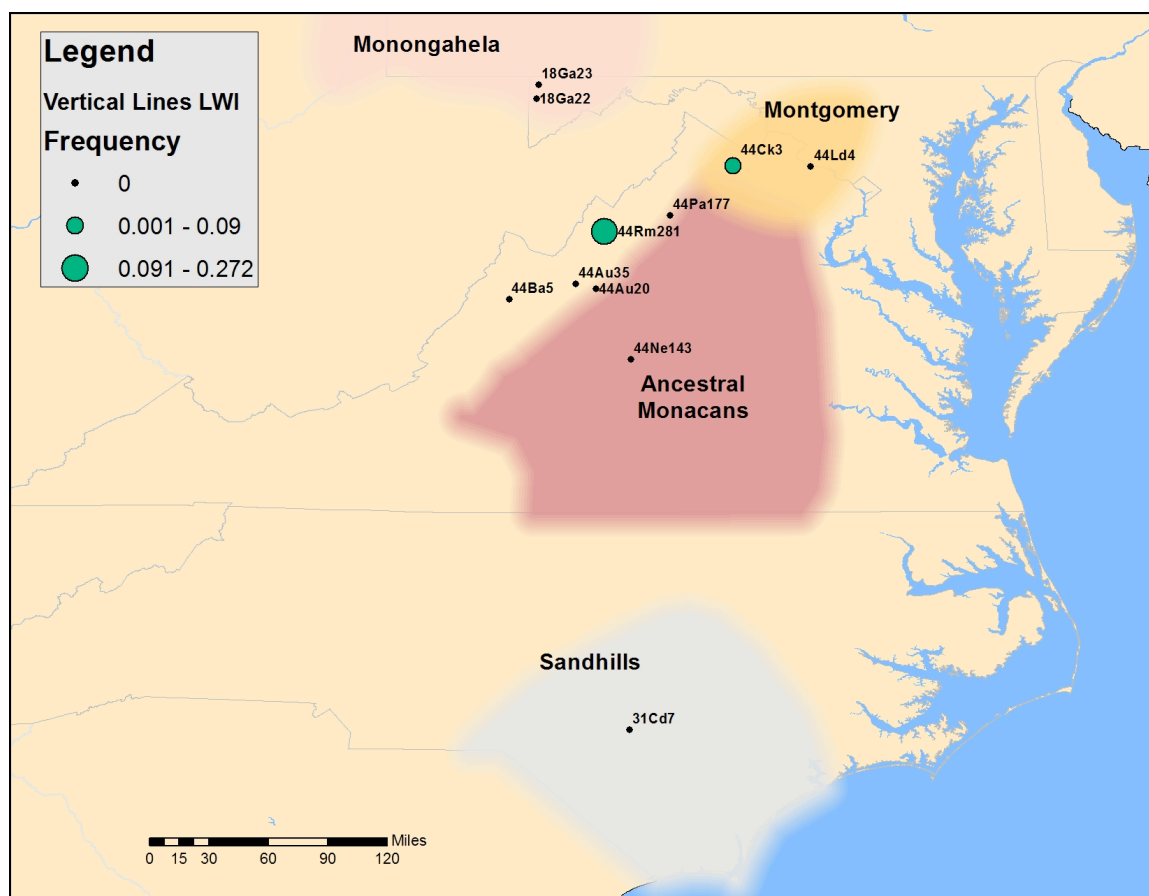 Legend
Vertical Lines LWI
Frequency
0
0.001 - 0.09
0.091 - 0.272
Monongahela
18Ga23
18Ga22
Montgomery
44Ck3
44Ld4
44Pa177
44Rm281
44Au35
44Au20
44Ba5
44Ne143
Ancestral
Monacans
Sandhills
31Cd7
Miles
0 15 30 60 90 120